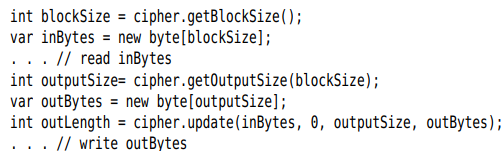 int blockSize = cipher.getBlockSize();
var inBytes = new byte[blockSize];
. . . // read inBytes
int outputSize= cipher.getOutputSize(blockSize);
var outBytes = new byte[outputSize];
int outLength = cipher.update(inBytes, 0, outputSize, outBytes);
. . . // write outBytes